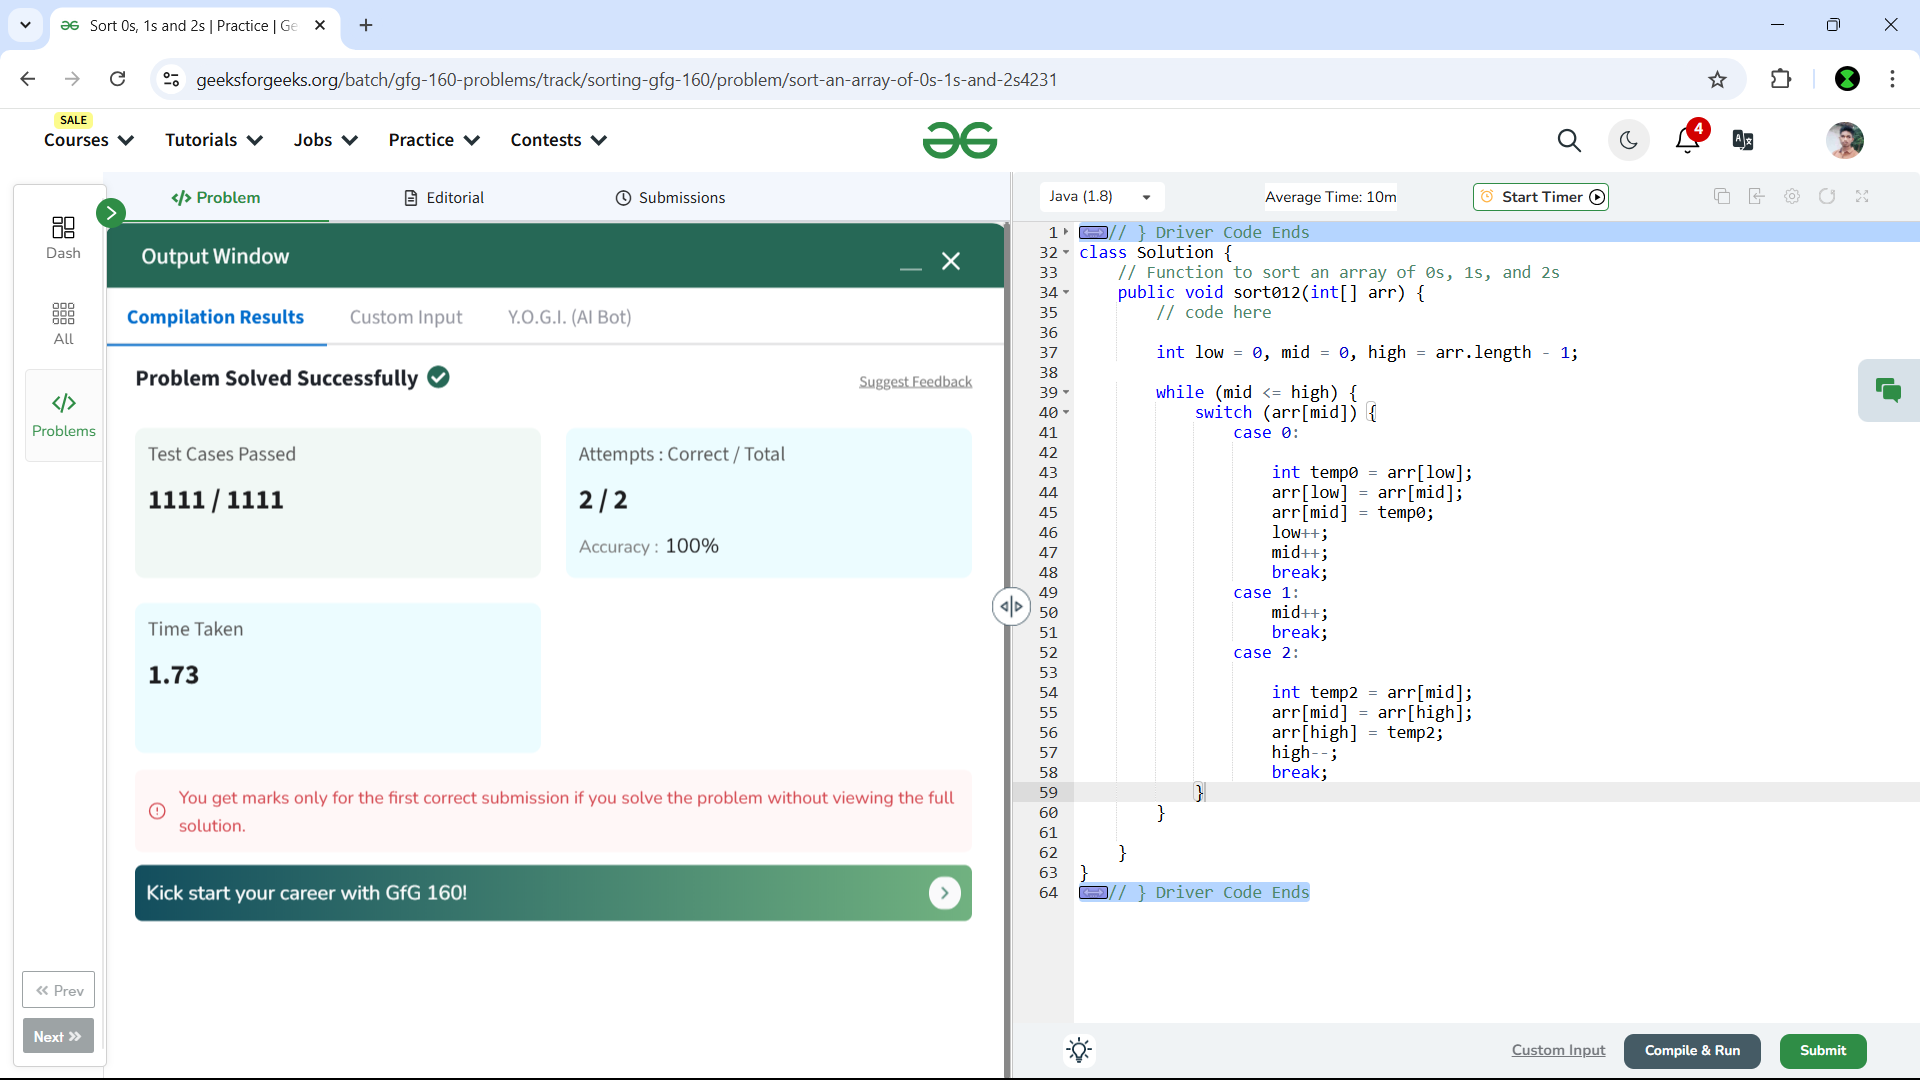 Sort 0s, 1s and 2s | Practice | Ge
geeksforgeeks.org/batch/gfg-160-problems/track/sorting-gfg-160/problem/sort-an-array-of-0s-1s-and-2s4231
SALE
Courses Tutorials Jobs Practice Contests
4
Dash
All
Problems
Prev
Next
Problem Editorial Submissions
Output Window
Compilation Results Custom Input Y.O.G.I. (AI Bot)
Problem Solved Successfully
Suggest Feedback
Test Cases Passed
1111 / 1111
Attempts : Correct / Total
2 / 2
Accuracy : 100%
Time Taken
1.73
You get marks only for the first correct submission if you solve the problem without viewing the full
solution.
Kick start your career with GfG 160!
Java (1.8) Average Time: 10m Start Timer
1 // } Driver Code Ends
32 class Solution {
33 // Function to sort an array of 0s, 1s, and 2s
34 public void sort012(int[] arr) {
35 // code here
36
37 int low = 0, mid = 0, high = arr.length - 1;
38
39 while (mid <= high) {
40 switch (arr[mid]) {
41 case 0:
42
43 int temp0 = arr[low];
44 arr[low] = arr[mid];
45 arr[mid] = temp0;
46 low++;
47 mid++;
48 break;
49 case 1:
50 mid++;
51 break;
52 case 2:
53
54 int temp2 = arr[mid];
55 arr[mid] = arr[high];
56 arr[high] = temp2;
57 high--;
58 break;
59 }
60 }
61
62 }
63 }
64 // } Driver Code Ends
Custom Input Compile & Run Submit